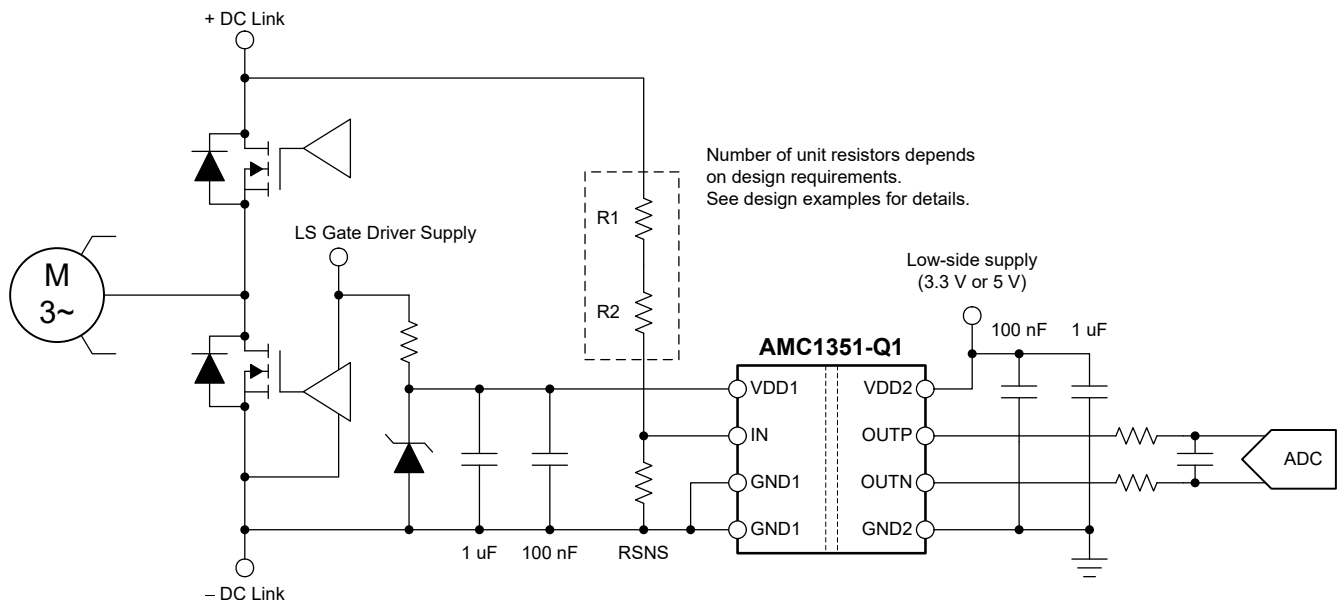 + DC Link
Number of unit resistors depends
on design requirements.
See design examples for details.
R1
LS Gate Driver Supply
Low-side supply
(3.3 V or 5 V)
M
3~
R2
100 nF
1 uF
AMC1351-Q1
VDD1
VDD2
IN
OUTP
GND1
OUTN
GND1
GND2
ADC
1 uF
100 nF
RSNS
– DC Link